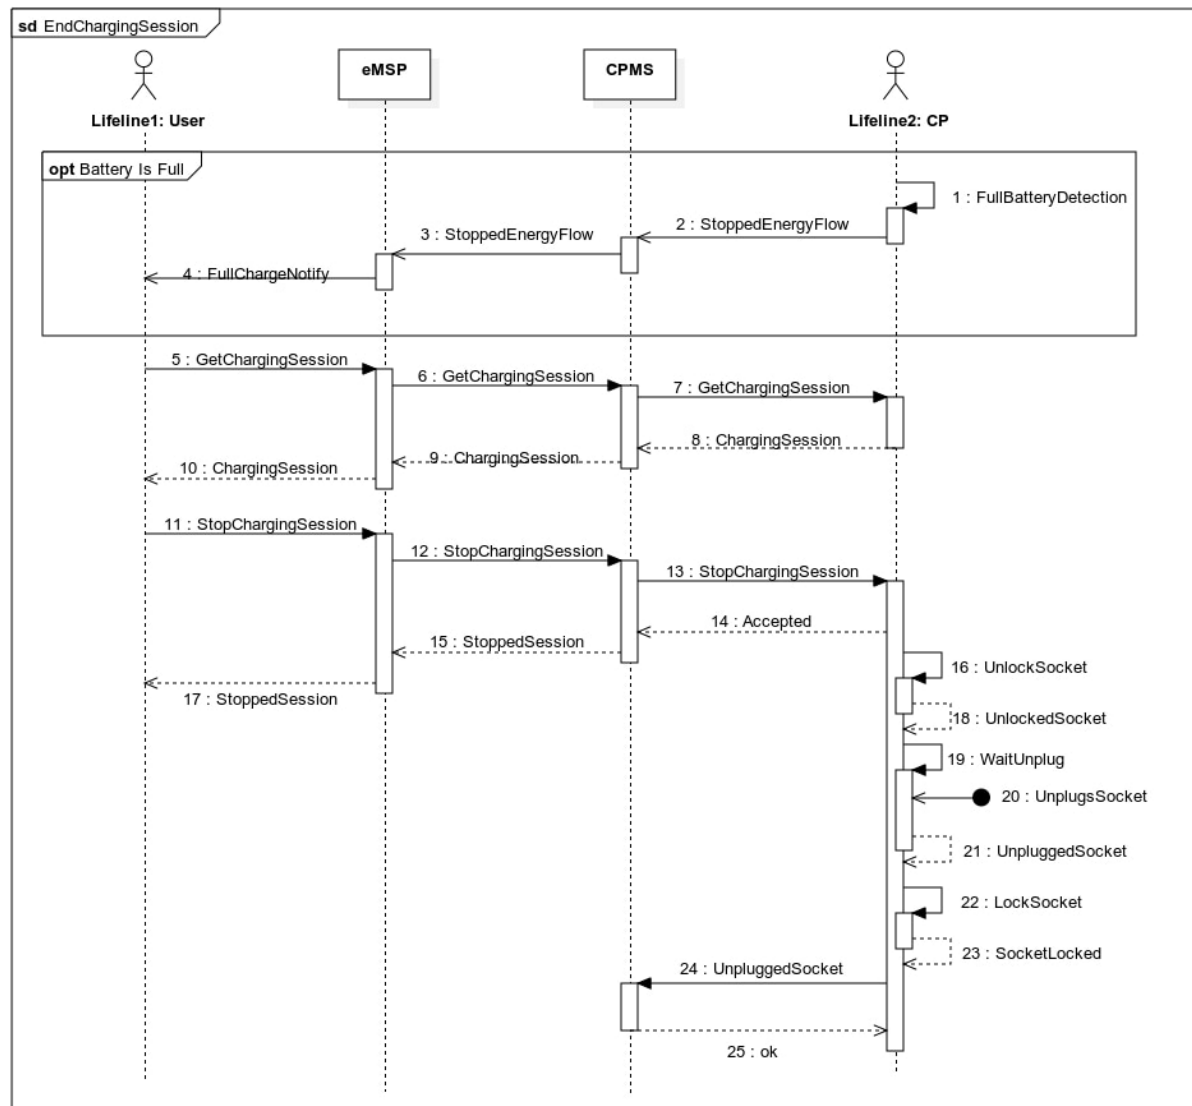 sd EndChargingSession
eMSP
CPMS
Lifeline1: User
Lifeline2: CP
opt Battery Is Full
1 : FullBatteryDetection
2 : StoppedEnergyFlow
3 : StoppedEnergyFlow
4 : FullChargeNotify
5 : GetChargingSession
6 : GetChargingSession
7 : GetChargingSession
8 : ChargingSession
9 : ChargingSession
10 : ChargingSession
11 : StopChargingSession
12 : StopChargingSession
13 : StopChargingSession
14 : Accepted
15 : StoppedSession
16 : UnlockSocket
17 : StoppedSession
18 : UnlockedSocket
19 : WaitUnplug
20 : UnplugsSocket
21 : UnpluggedSocket
22 : LockSocket
23 : SocketLocked
24 : UnpluggedSocket
25 : ok